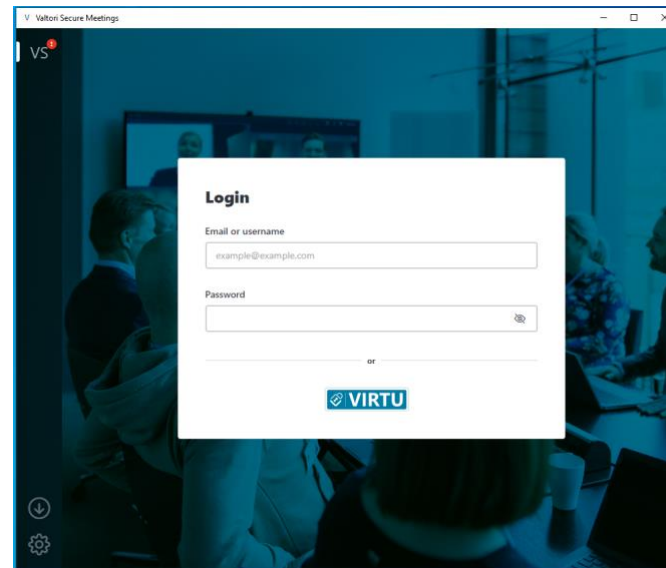 V Valtori Secure Meetings
VS
Login
Email or username
example@example.com
Password
or
VIRTU